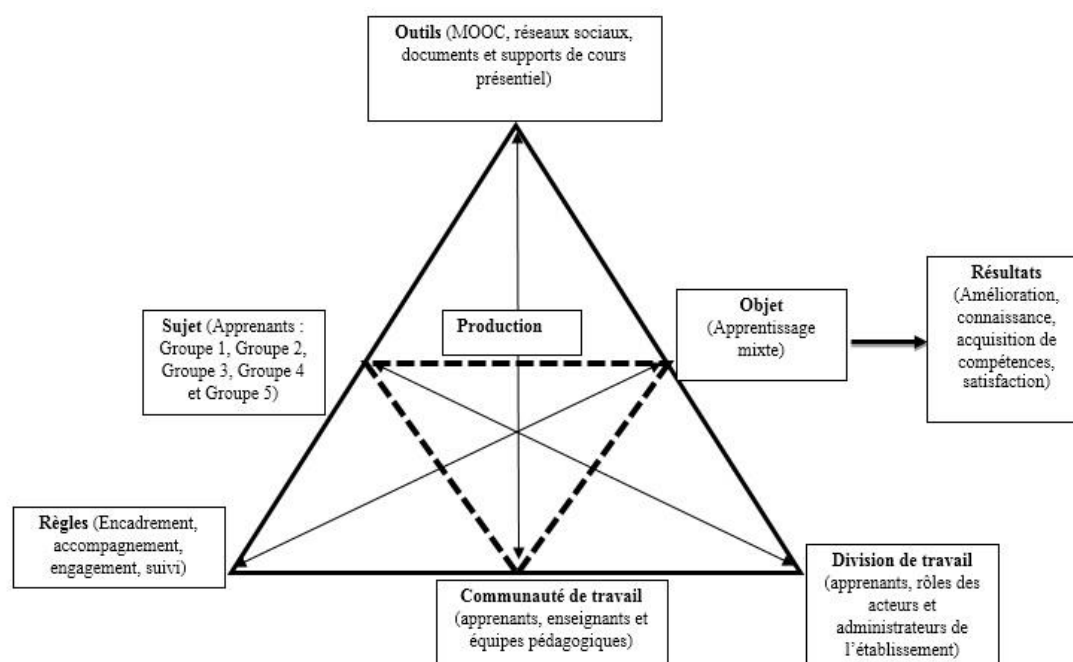 Outils (MOOC, réseaux sociaux,
documents et supports de cours
présentiel)
Sujet (Apprenants :
Groupe 1, Groupe 2,
Groupe 3, Groupe 4
et Groupe 5)
Production
Objet
(Apprentissage
mixte)
Résultats
(Amélioration,
connaissance,
acquisition de
compétences,
satisfaction)
Règles (Encadrement,
accompagnement,
engagement, suivi)
Communauté de travail
(apprenants, enseignants et
équipes pédagogiques)
Division de travail
(apprenants, rôles des
acteurs et
administrateurs de
l’établissement)